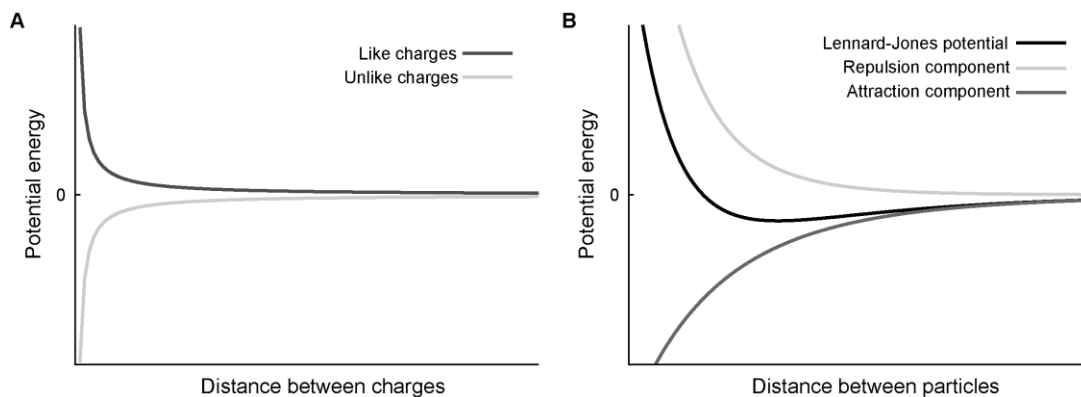 A
Like charges
Unlike charges
Potential energy
0
Distance between charges
B
Lennard-Jones potential
Repulsion component
Attraction component
Potential energy
0
Distance between particles